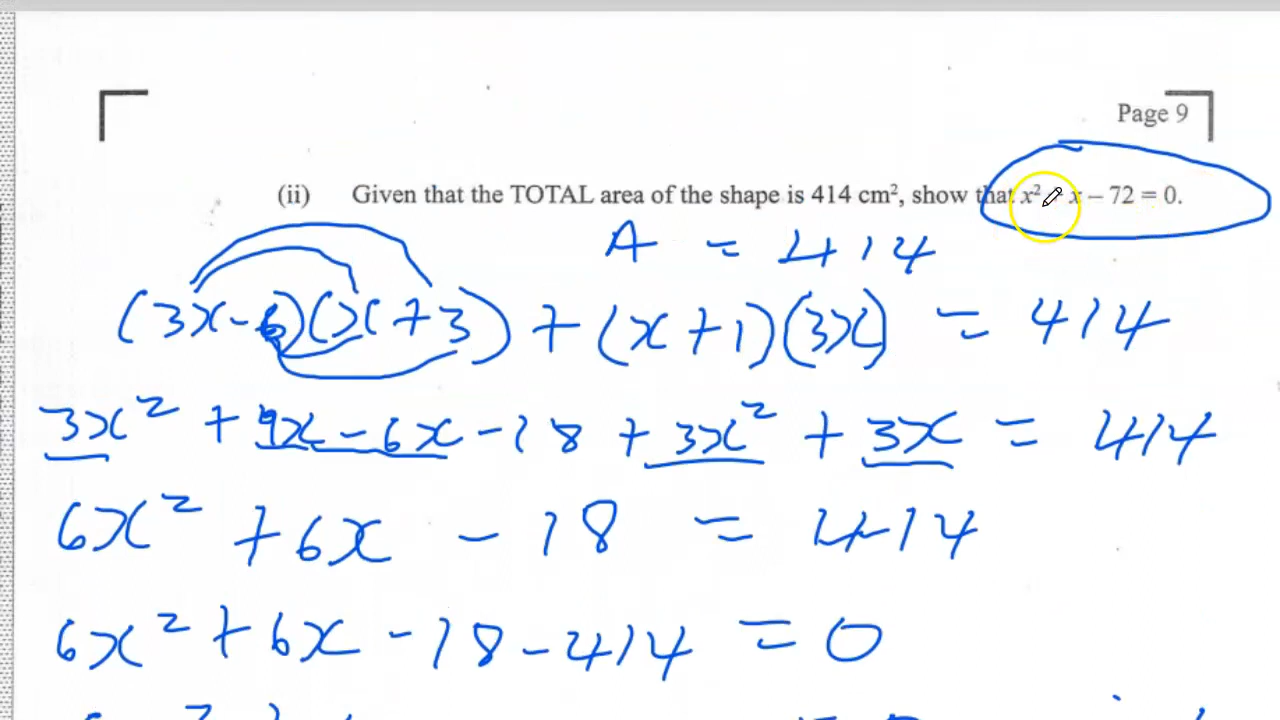 Page 9
(ii) Given that the TOTAL area of the shape is 414 cm², show that x² x – 72 = 0.
A = 414
(3x-6)(x+3) + (x+1)(3x) = 414
3x² + 9x - 6x - 18 + 3x² + 3x = 414
6x² + 6x - 18 = 414
6x² + 6x - 18 - 414 = 0